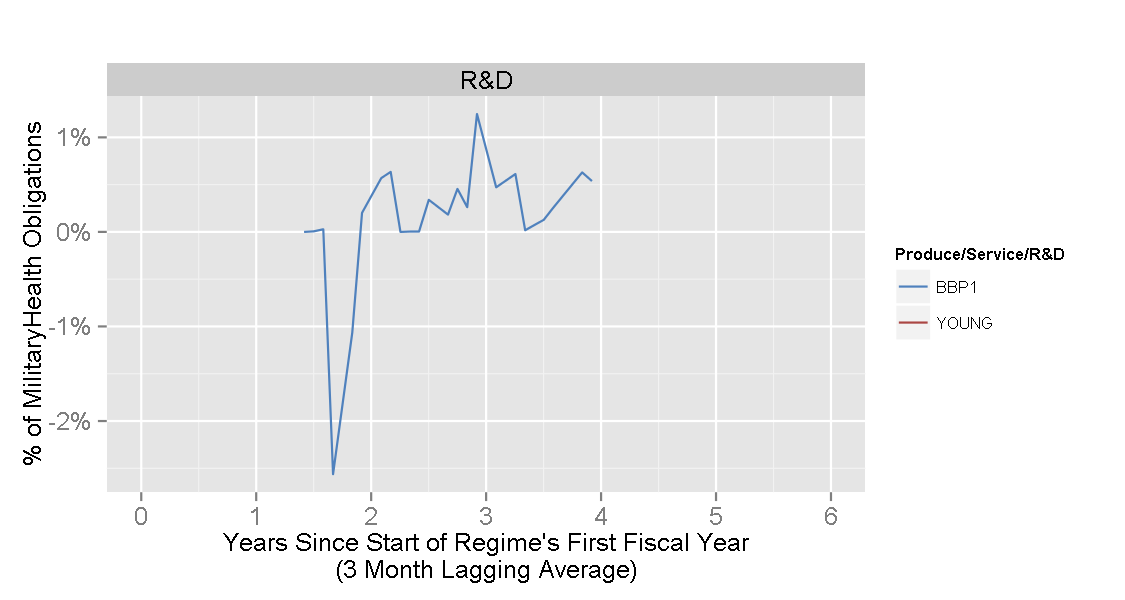 R&D
1%
0%
-1%
-2%
% of MilitaryHealth Obligations
0 1 2 3 4 5 6
Years Since Start of Regime's First Fiscal Year
(3 Month Lagging Average)
Produce/Service/R&D
BBP1
YOUNG